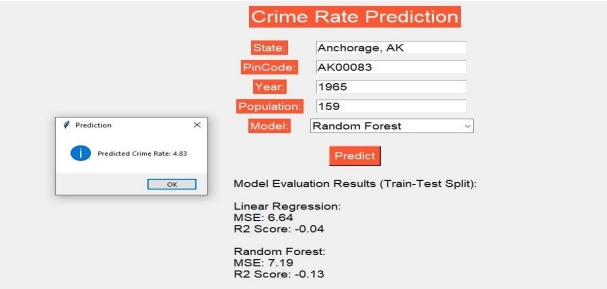 Crime Rate Prediction
State: Anchorage, AK
PinCode: AK00083
Year: 1965
Population: 159
Model: Random Forest
Predict
Prediction
Predicted Crime Rate: 4.83
OK
Model Evaluation Results (Train-Test Split):
Linear Regression:
MSE: 6.64
R2 Score: -0.04
Random Forest:
MSE: 7.19
R2 Score: -0.13